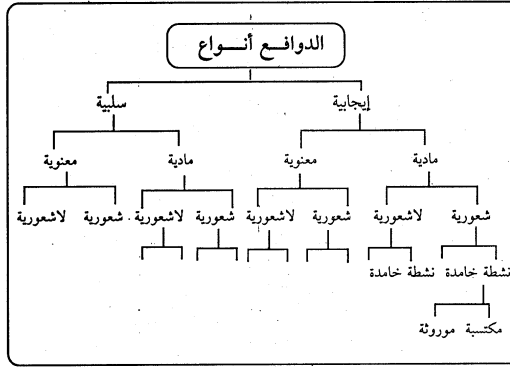 الدوافـــع أنـــواع
إيجابية سلبية
مادية معنوية مادية معنوية
شعورية لاشعورية شعورية لاشعورية شعورية لاشعورية شعورية لاشعورية
نشطة خامدة نشطة خامدة
مكتسبة موروثة